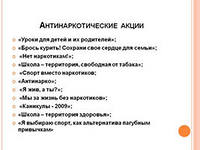 Антинаркотические акции
«Уроки для детей и их родителей»;
«Брось курить! Сохрани свое сердце для семьи»;
«Нет наркотикам!»;
«Школа – территория, свободная от табака»;
«Спорт вместо наркотиков;
«Антинарко»;
«Я жив, а ты?»;
«Мы за жизнь без наркотиков»;
«Каникулы - 2009»;
«Школа – территория здоровья»;
«Я выбираю спорт, как альтернатива пагубным
привычкам»